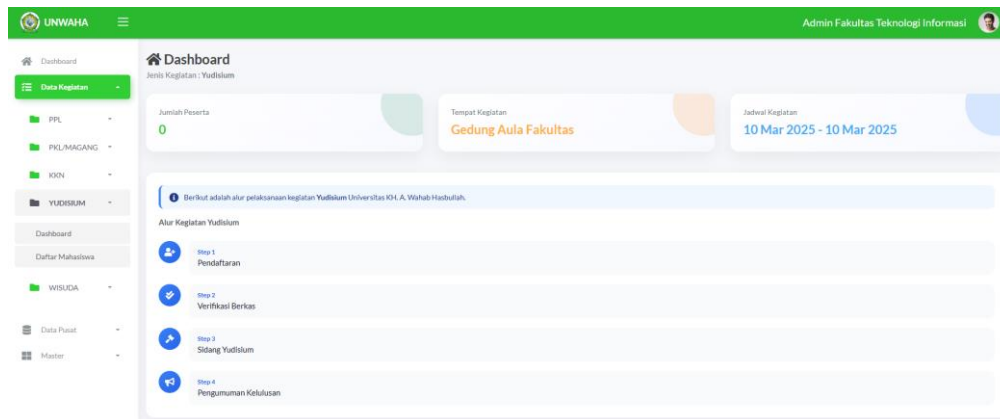 UNWAHA
Admin Fakultas Teknologi Informasi
Dashboard
Data Kegiatan
PPL
PKL/MAGANG
KKN
YUDISIUM
Dashboard
Daftar Mahasiswa
WISUDA
Data Pusat
Master
Dashboard
Jenis Kegiatan : Yudisium
Jumlah Peserta
0
Tempat Kegiatan
Gedung Aula Fakultas
Jadwal Kegiatan
10 Mar 2025 - 10 Mar 2025
Berikut adalah alur pelaksanaan kegiatan Yudisium Universitas KH. A. Wahab Hasbullah.
Alur Kegiatan Yudisium
Step 1
Pendaftaran
Step 2
Verifikasi Berkas
Step 3
Sidang Yudisium
Step 4
Pengumuman Kelulusan